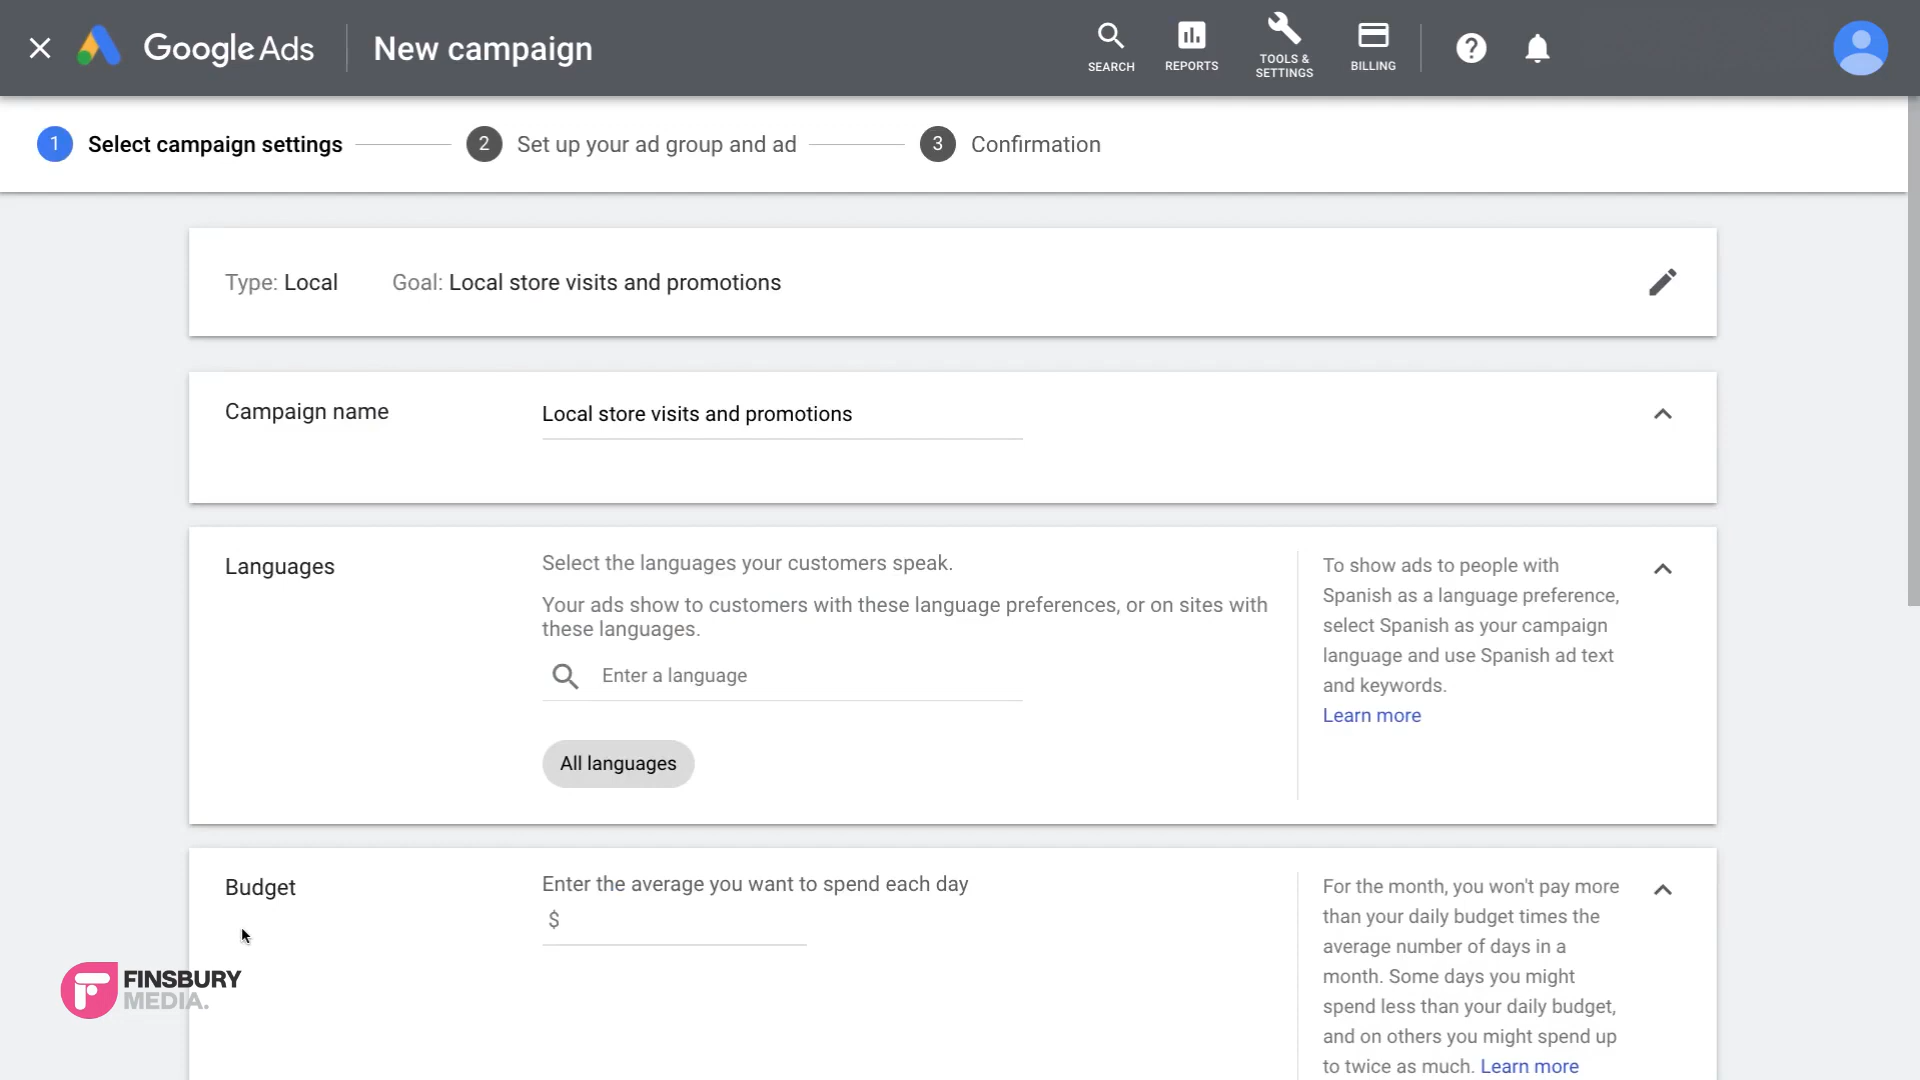 Google Ads
New campaign
SEARCH
REPORTS
TOOLS &
SETTINGS
BILLING
?
1 Select campaign settings
2 Set up your ad group and ad
3 Confirmation
Type: Local
Goal: Local store visits and promotions
Campaign name
Local store visits and promotions
Languages
Select the languages your customers speak.
Your ads show to customers with these language preferences, or on sites with
these languages.
Enter a language
All languages
To show ads to people with
Spanish as a language preference,
select Spanish as your campaign
language and use Spanish ad text
and keywords.
Learn more
Budget
Enter the average you want to spend each day
$
For the month, you won't pay more
than your daily budget times the
average number of days in a
month. Some days you might
spend less than your daily budget,
and on others you might spend up
to twice as much. Learn more
FINSBURY
MEDIA.